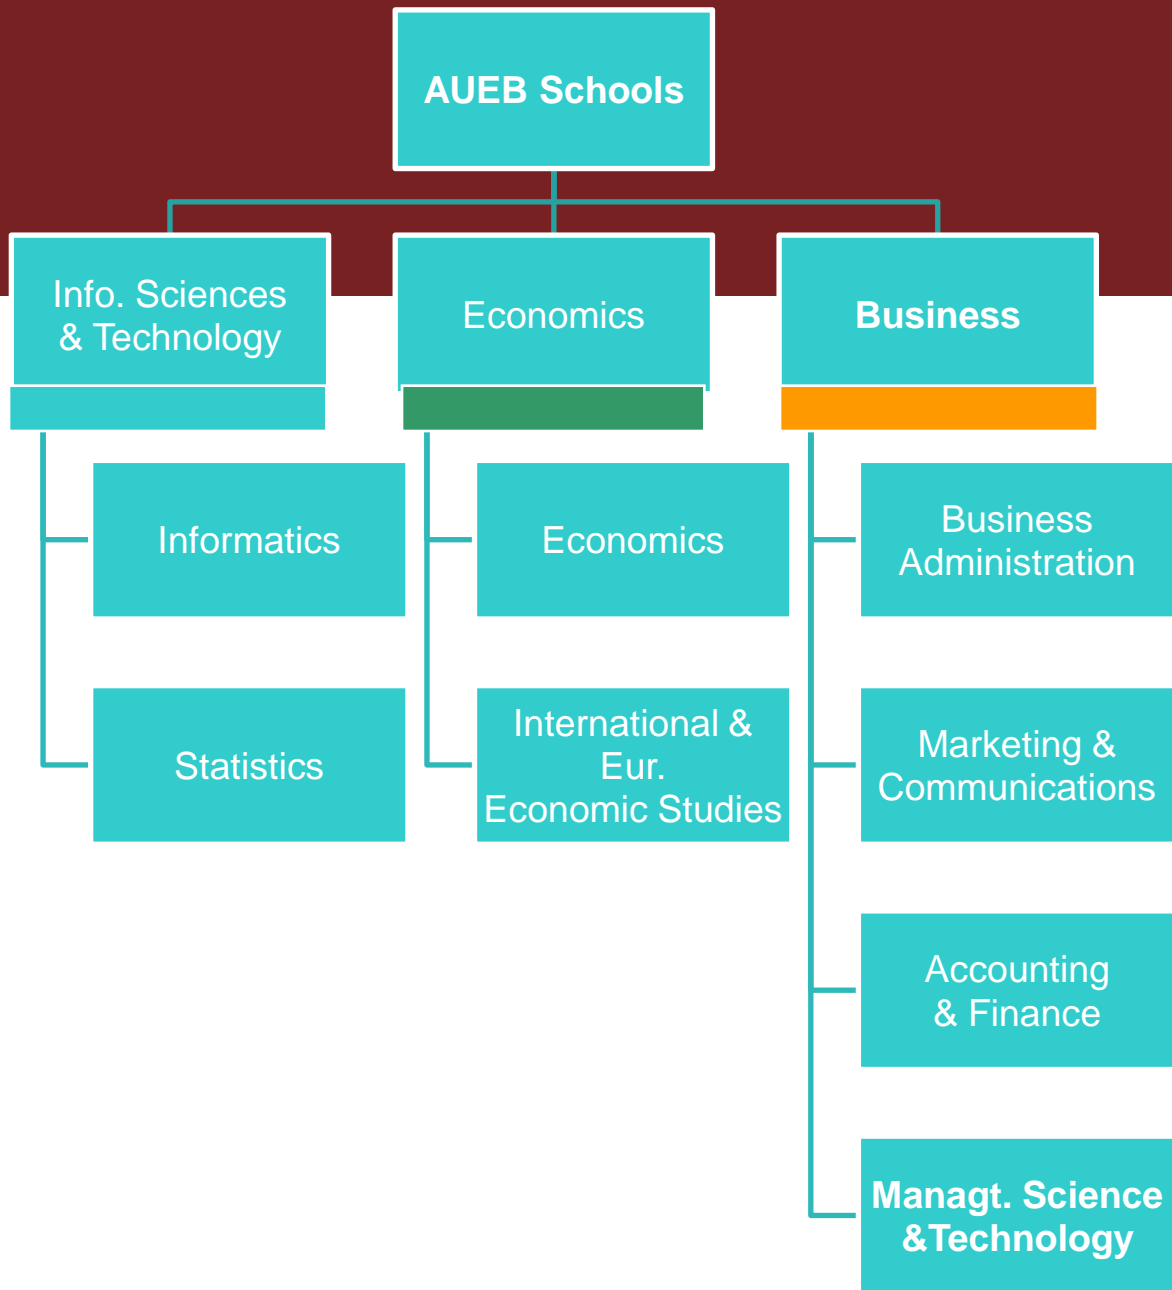 AUEB Schools
Info. Sciences
& Technology
Economics
Business
Informatics
Statistics
Economics
International &
Eur.
Economic Studies
Business
Administration
Marketing &
Communications
Accounting
& Finance
Managt. Science
&Technology